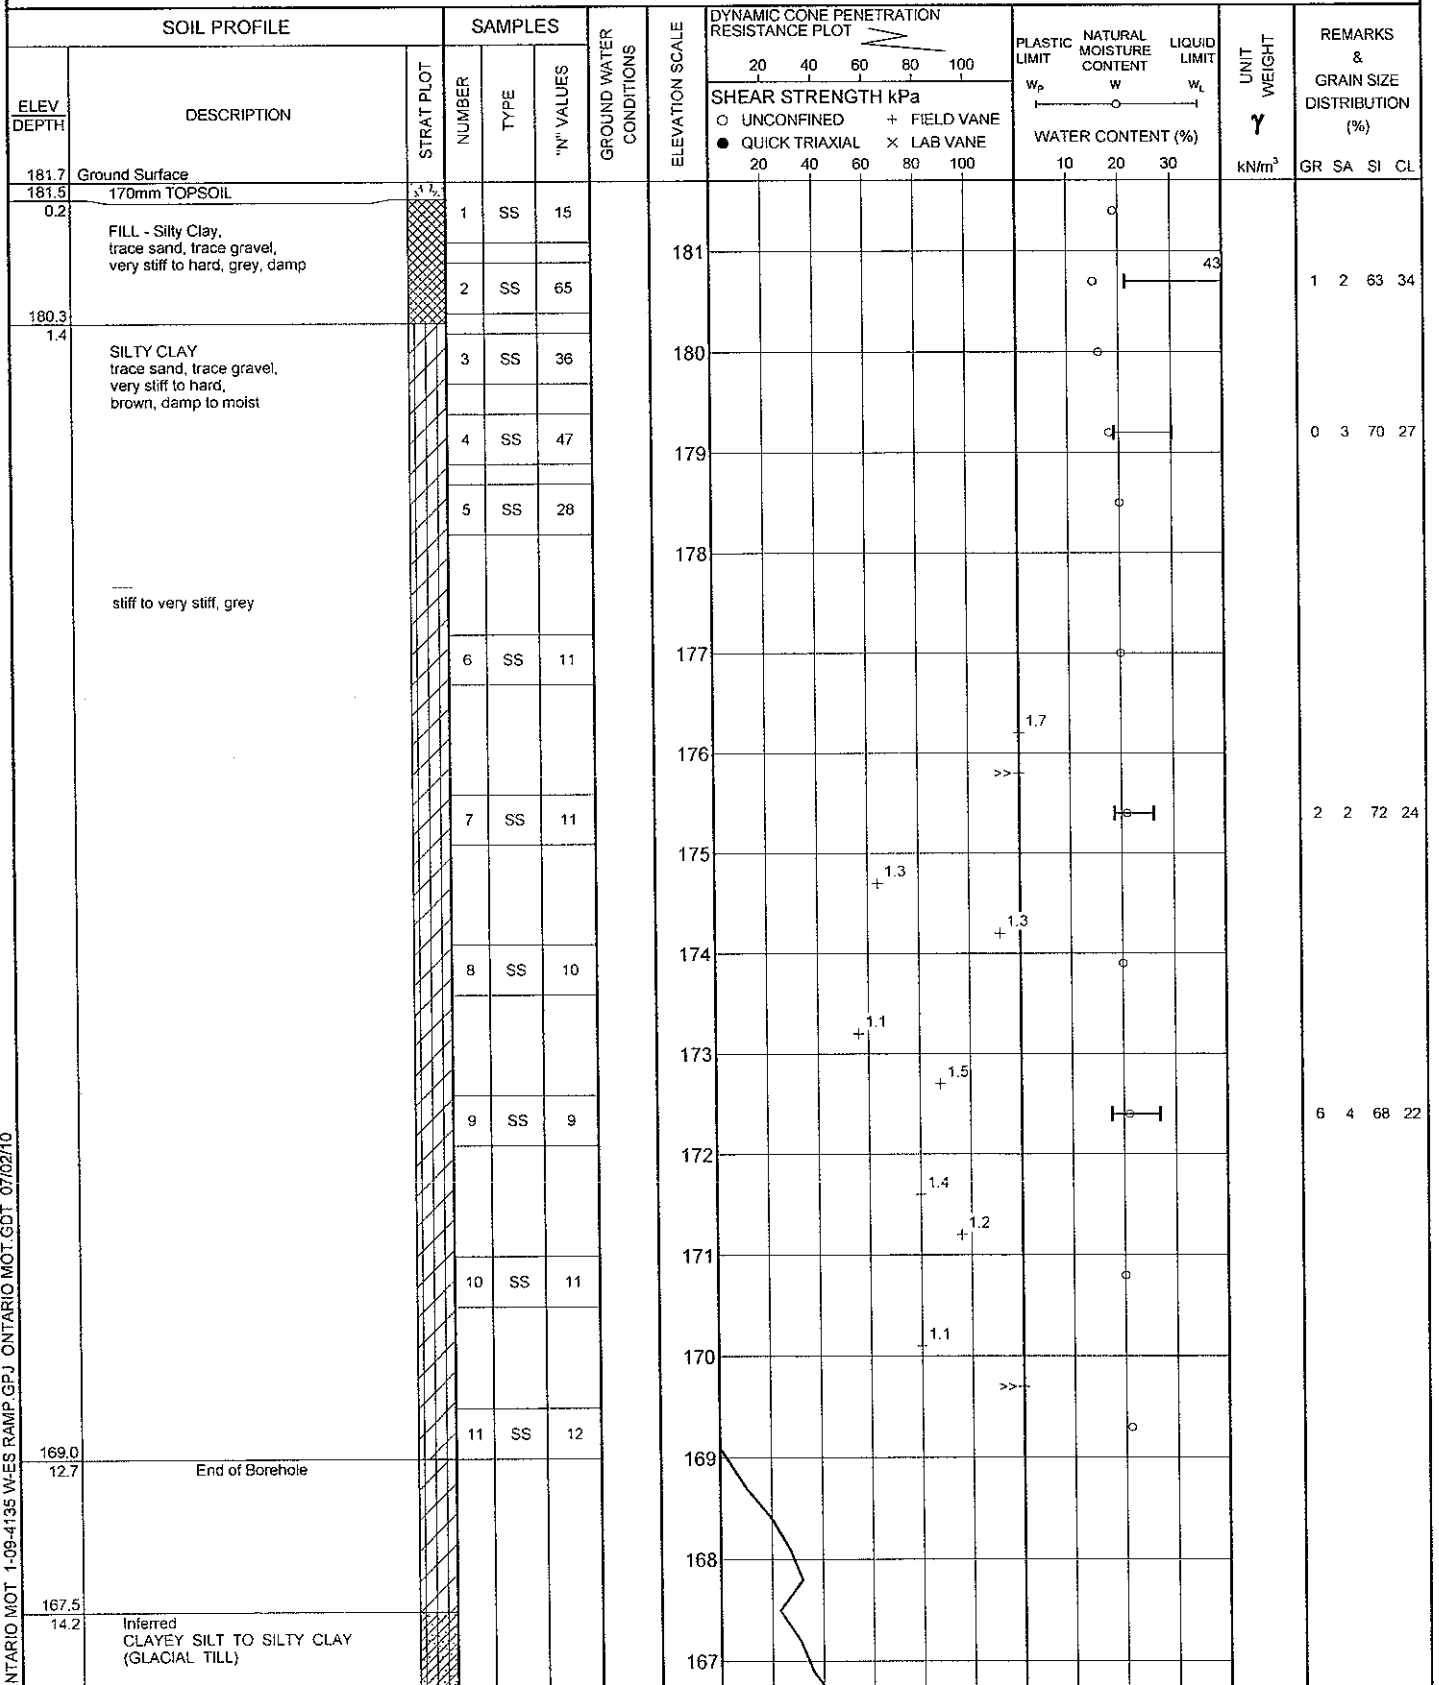 SOIL PROFILE
SAMPLES
GROUND WATER
CONDITIONS
ELEVATION SCALE
DYNAMIC CONE PENETRATION
RESISTANCE PLOT
20 40 60 80 100
PLASTIC
LIMIT
NATURAL
MOISTURE
CONTENT
LIQUID
LIMIT
WP W WL
WATER CONTENT (%)
10 20 30
UNIT
WEIGHT
γ
kN/m³
REMARKS
&
GRAIN SIZE
DISTRIBUTION
(%)
GR SA SI CL
ELEV
DEPTH
DESCRIPTION
STRAT PLOT
NUMBER
TYPE
"N" VALUES
SHEAR STRENGTH kPa
○ UNCONFINED + FIELD VANE
● QUICK TRIAXIAL × LAB VANE
20 40 60 80 100
181.7 Ground Surface
181.5 170mm TOPSOIL
0.2
1 SS 15
FILL - Silty Clay,
trace sand, trace gravel,
very stiff to hard, grey, damp
181
43
2 SS 65
1 2 63 34
180.3
1.4
SILTY CLAY
trace sand, trace gravel,
very stiff to hard,
brown, damp to moist
3 SS 36
180
4 SS 47
0 3 70 27
179
5 SS 28
178
----
stiff to very stiff, grey
6 SS 11
177
1.7
176
>>
7 SS 11
2 2 72 24
175
1.3
1.3
8 SS 10
174
1.1
173
1.5
9 SS 9
6 4 68 22
172
1.4
1.2
171
10 SS 11
1.1
170
>>
11 SS 12
169.0
12.7
End of Borehole
169
168
167.5
14.2
Inferred
CLAYEY SILT TO SILTY CLAY
(GLACIAL TILL)
167
NTARIO MOT 1-09-4135 W-ES RAMP.GPJ ONTARIO MOT.GDT 07/02/10